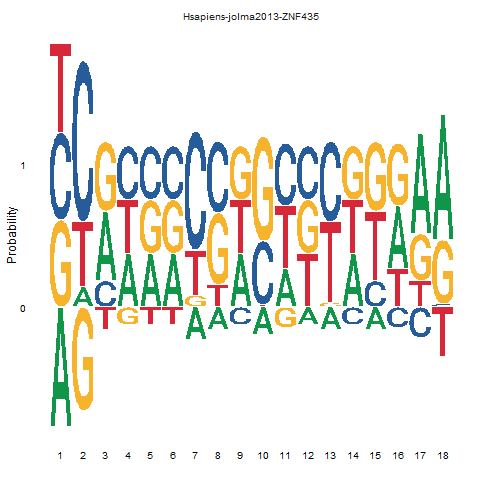 Hsapiens-jolma2013-ZNF435
Probability
1
0
T C G A
C T A G
G A C T
C T A G
C G A T
C G A T
C T G A
C G T A
G T A C
G C A
C T A G
C G T A
C T G A
G T A C
G T C A
G A T C
A G T C
A G C T
1 2 3 4 5 6 7 8 9 10 11 12 13 14 15 16 17 18